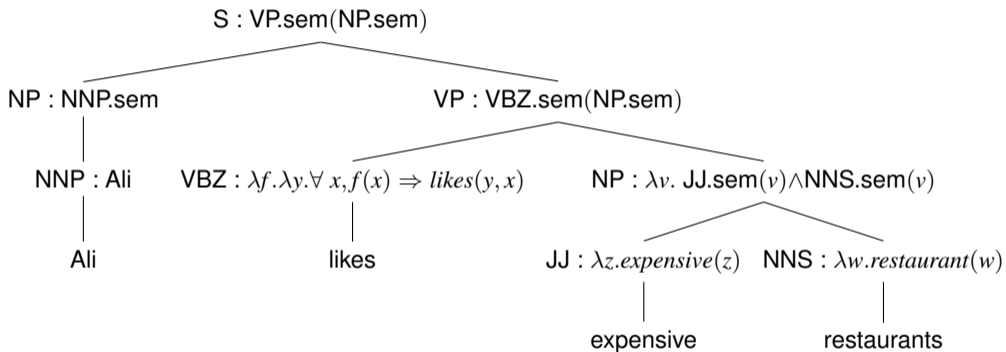 S : VP.sem(NP.sem)
NP : NNP.sem VP : VBZ.sem(NP.sem)
NNP : Ali VBZ : λf.λy.∀ x, f(x) ⇒ likes(y,x) NP : λv. JJ.sem(v)∧NNS.sem(v)
Ali likes JJ : λz.expensive(z) NNS : λw.restaurant(w)
expensive restaurants